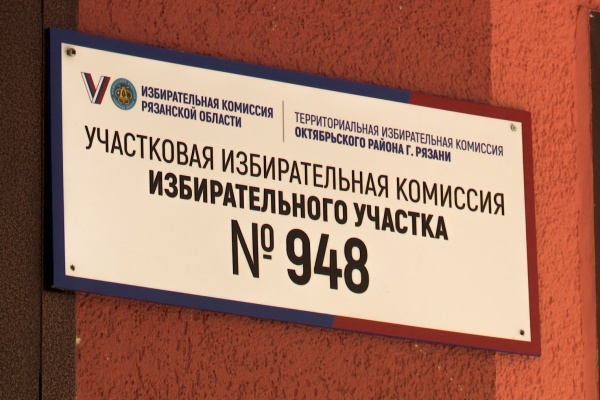 ИЗБИРАТЕЛЬНАЯ КОМИССИЯ
РЯЗАНСКОЙ ОБЛАСТИ
ТЕРРИТОРИАЛЬНАЯ ИЗБИРАТЕЛЬНАЯ КОМИССИЯ
ОКТЯБРЬСКОГО РАЙОНА Г. РЯЗАНИ
УЧАСТКОВАЯ ИЗБИРАТЕЛЬНАЯ КОМИССИЯ
ИЗБИРАТЕЛЬНОГО УЧАСТКА
№ 948